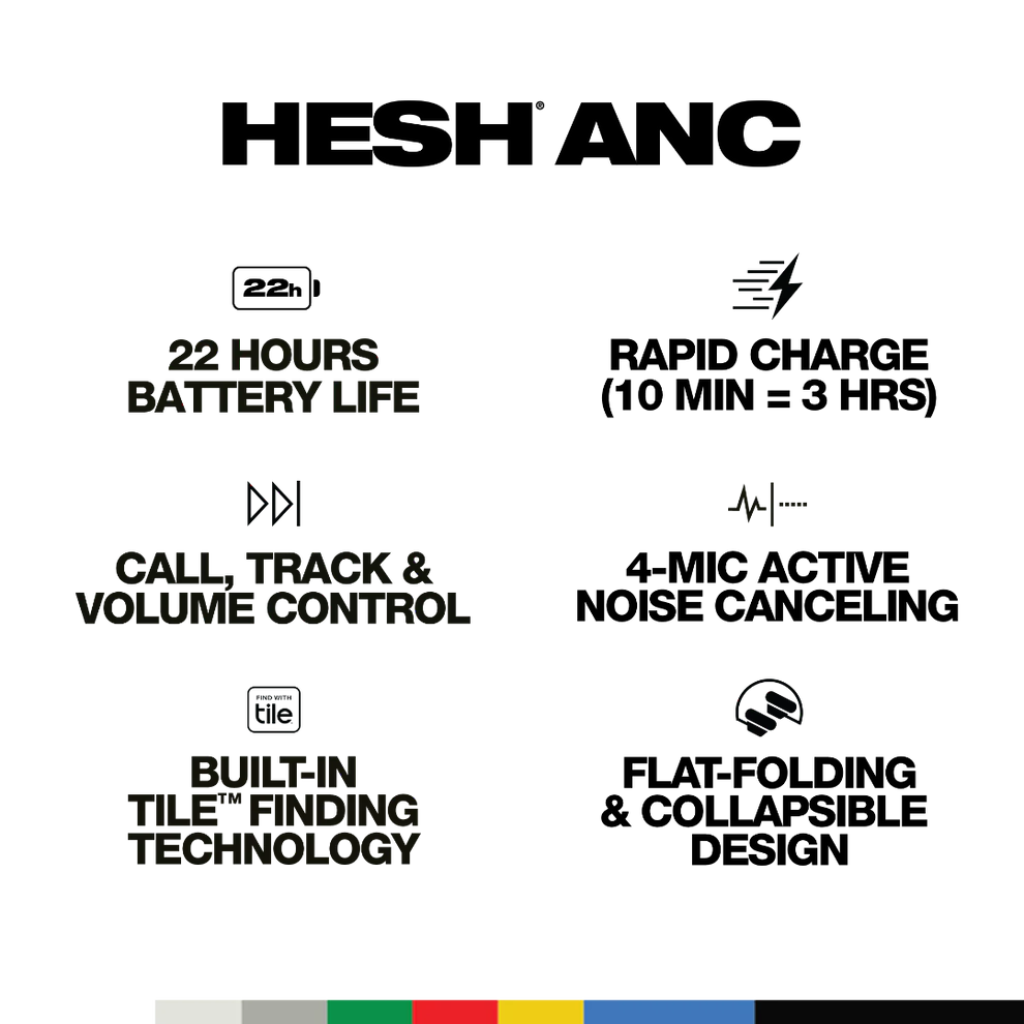 HESH® ANC
22h
22 HOURS
BATTERY LIFE
RAPID CHARGE
(10 MIN = 3 HRS)
CALL, TRACK &
VOLUME CONTROL
4-MIC ACTIVE
NOISE CANCELING
FIND WITH
tile
BUILT-IN
TILE™ FINDING
TECHNOLOGY
FLAT-FOLDING
& COLLAPSIBLE
DESIGN